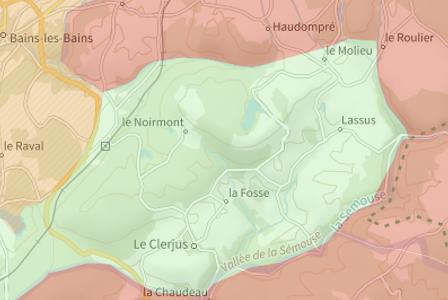 Haudompré
Bains-les-Bains
le Roulier
le Molieu
le Noirmont
Lassus
le Raval
la Fosse
la Semouse
Le Clerjus
Vallée de la Sémouse
la Chaudeau